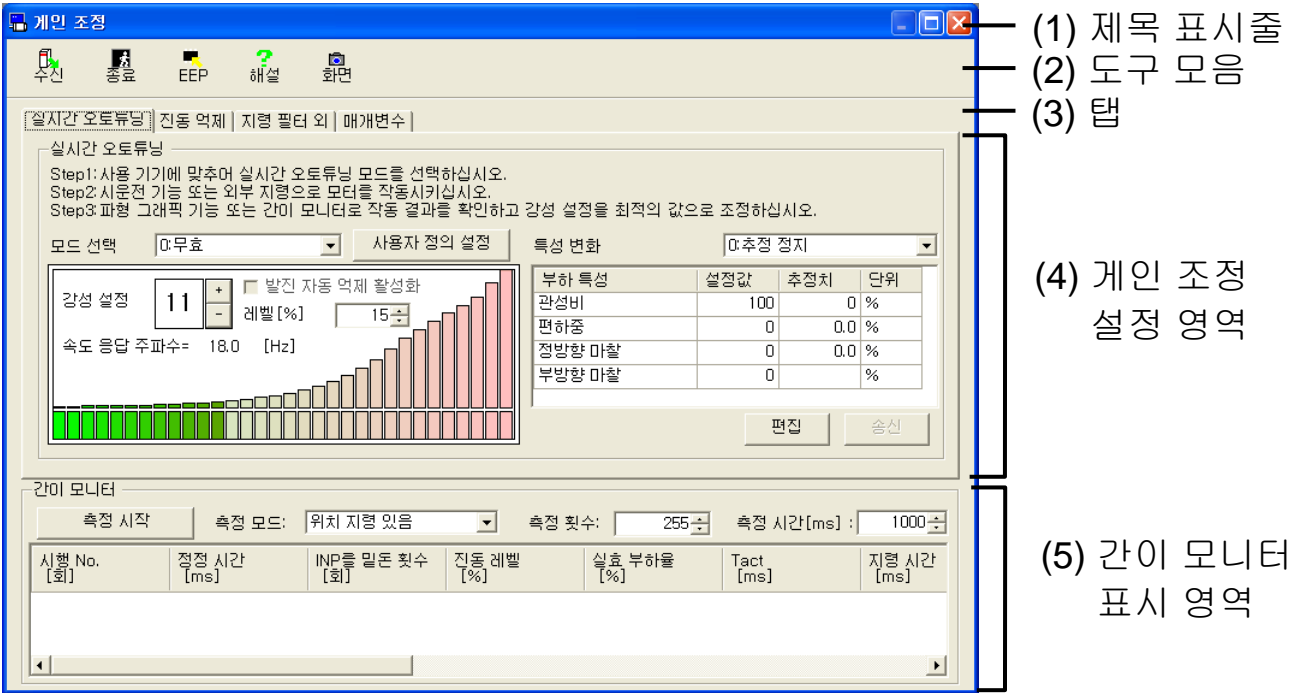 게인 조정
(1) 제목 표시줄
수신 종료 EEP 해설 화면
(2) 도구 모음
실시간 오토튜닝 진동 억제 지령 필터 외 매개변수
(3) 탭
실시간 오토튜닝
Step1:사용 기기에 맞추어 실시간 오토튜닝 모드를 선택하십시오.
Step2:시운전 기능 또는 외부 지령으로 모터를 작동시키십시오.
Step3:파형 그래픽 기능 또는 간이 모니터로 작동 결과를 확인하고 강성 설정을 최적의 값으로 조정하십시오.
모드 선택 0:무효 사용자 정의 설정 특성 변화 0:추정 정지
강성 설정 11 + -
발진 자동 억제 활성화
레벨[%] 15
속도 응답 주파수= 18.0 [Hz]
부하 특성 설정값 추정치 단위
관성비 100 0 %
편하중 0 0.0 %
정방향 마찰 0 0.0 %
부방향 마찰 0 %
편집 송신
(4) 게인 조정
설정 영역
간이 모니터
측정 시작 측정 모드: 위치 지령 있음 측정 횟수: 255 측정 시간[ms] : 1000
시행 No. 정정 시간 INP를 밑돈 횟수 진동 레벨 실효 부하율 Tact 지령 시간
[회] [ms] [회] [%] [%] [ms] [ms]
(5) 간이 모니터
표시 영역